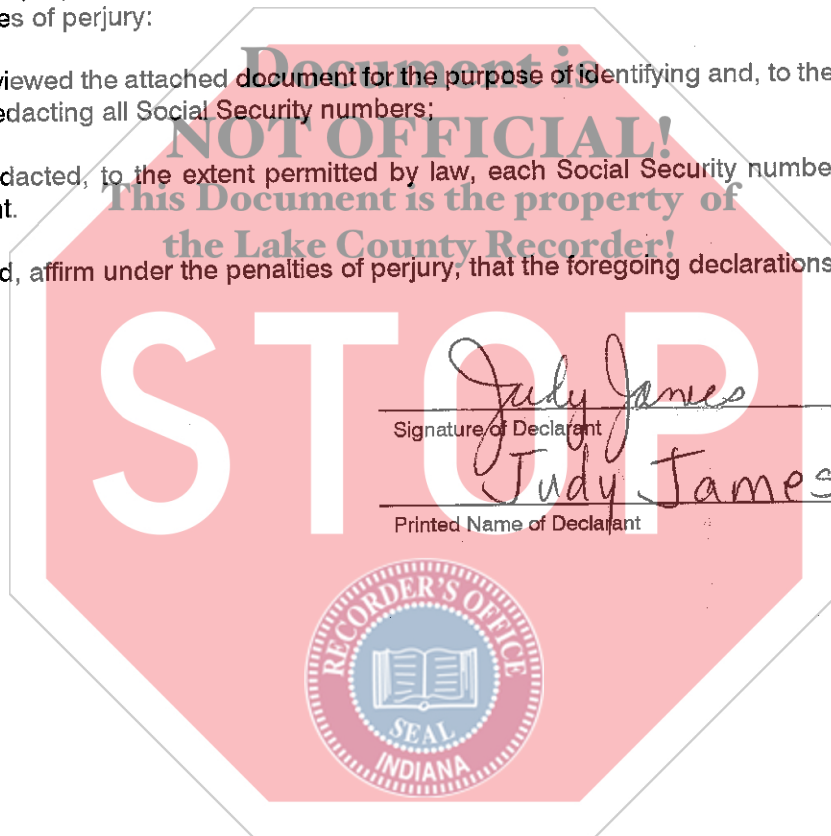 es of perjury:
viewed the attached document for the purpose of identifying and, to the
edacting all Social Security numbers;
dacted, to the extent permitted by law, each Social Security numbe
nt.
d, affirm under the penalties of perjury, that the foregoing declarations
Document is
NOT OFFICIAL!
This Document is the property of
the Lake County Recorder!
STOP
Judy James
Signature of Declarant
Judy James
Printed Name of Declarant
RECORDER'S OFFICE
SEAL
INDIANA